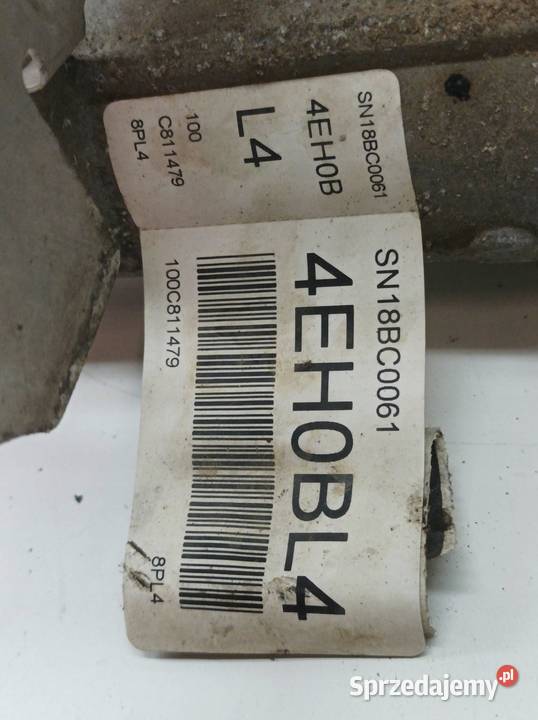 SN18BC0061
4EH0B
L4
100
C811479
8PL4
SN18BC0061
4EH0BL4
100C811479
8PL4
Sprzedajemy.pl